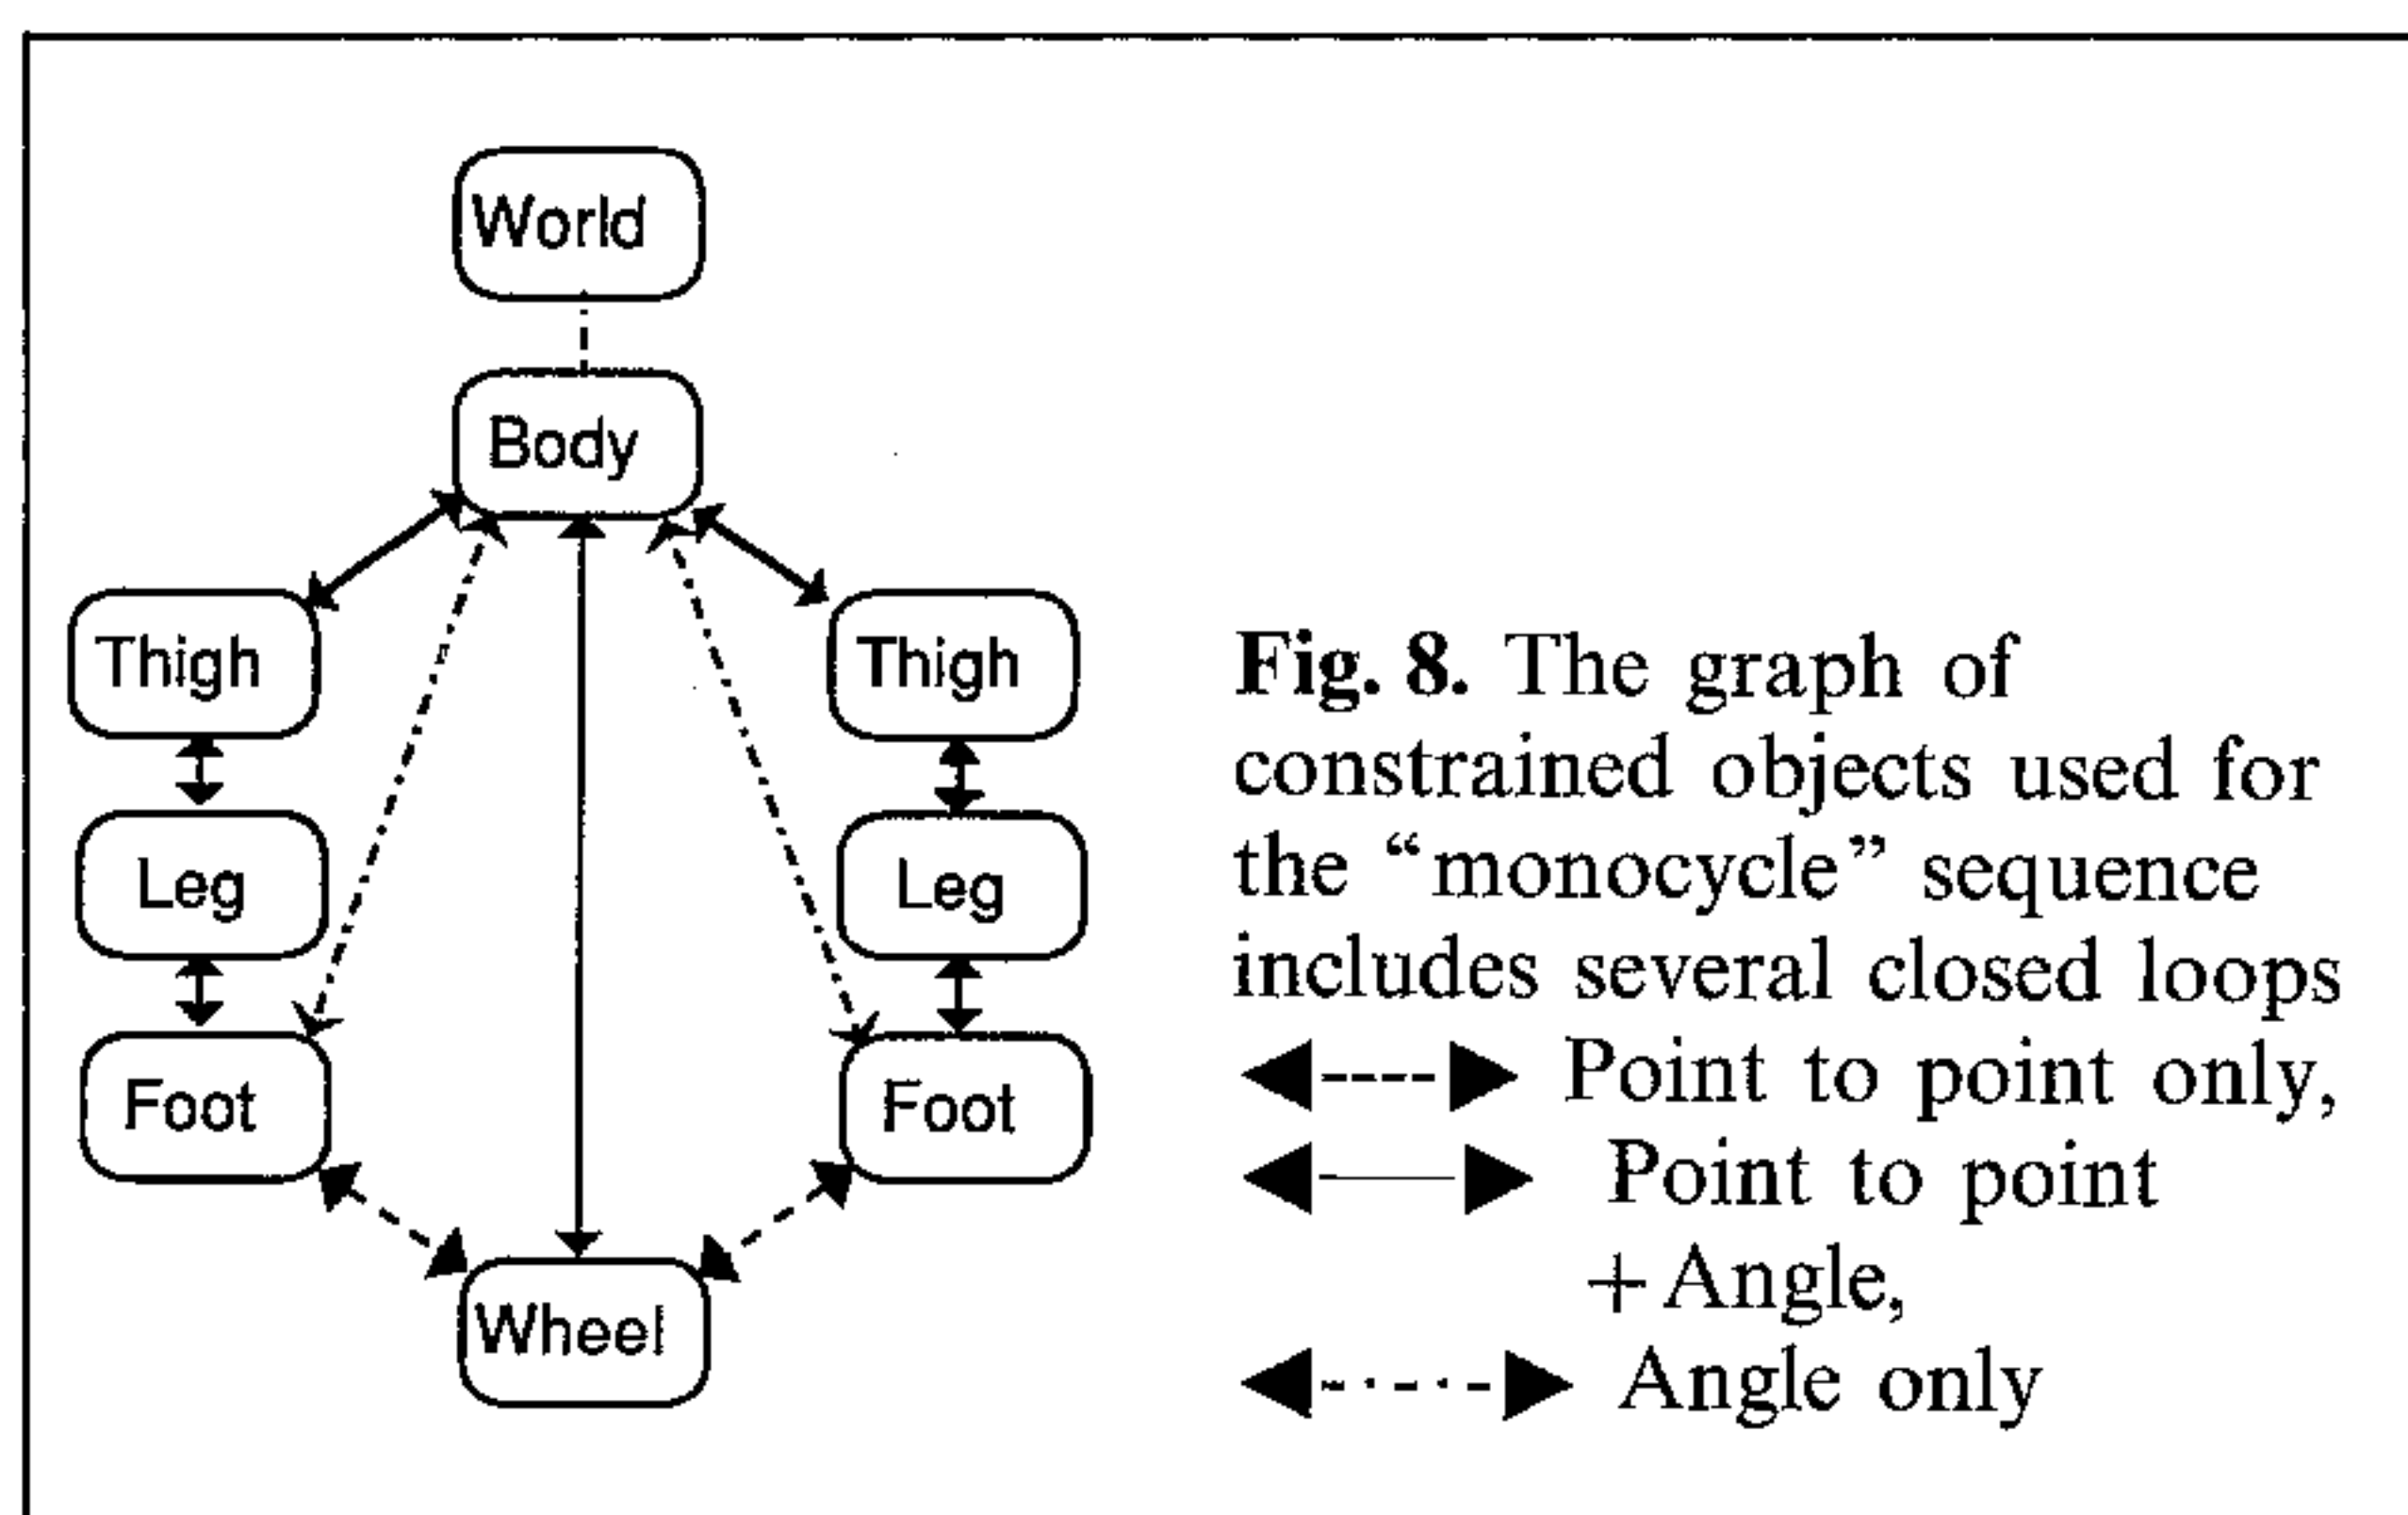 World
Body
Thigh
Thigh
Leg
Leg
Foot
Foot
Wheel
Fig. 8. The graph of
constrained objects used for
the “monocycle” sequence
includes several closed loops
Point to point only,
Point to point
+Angle,
Angle only